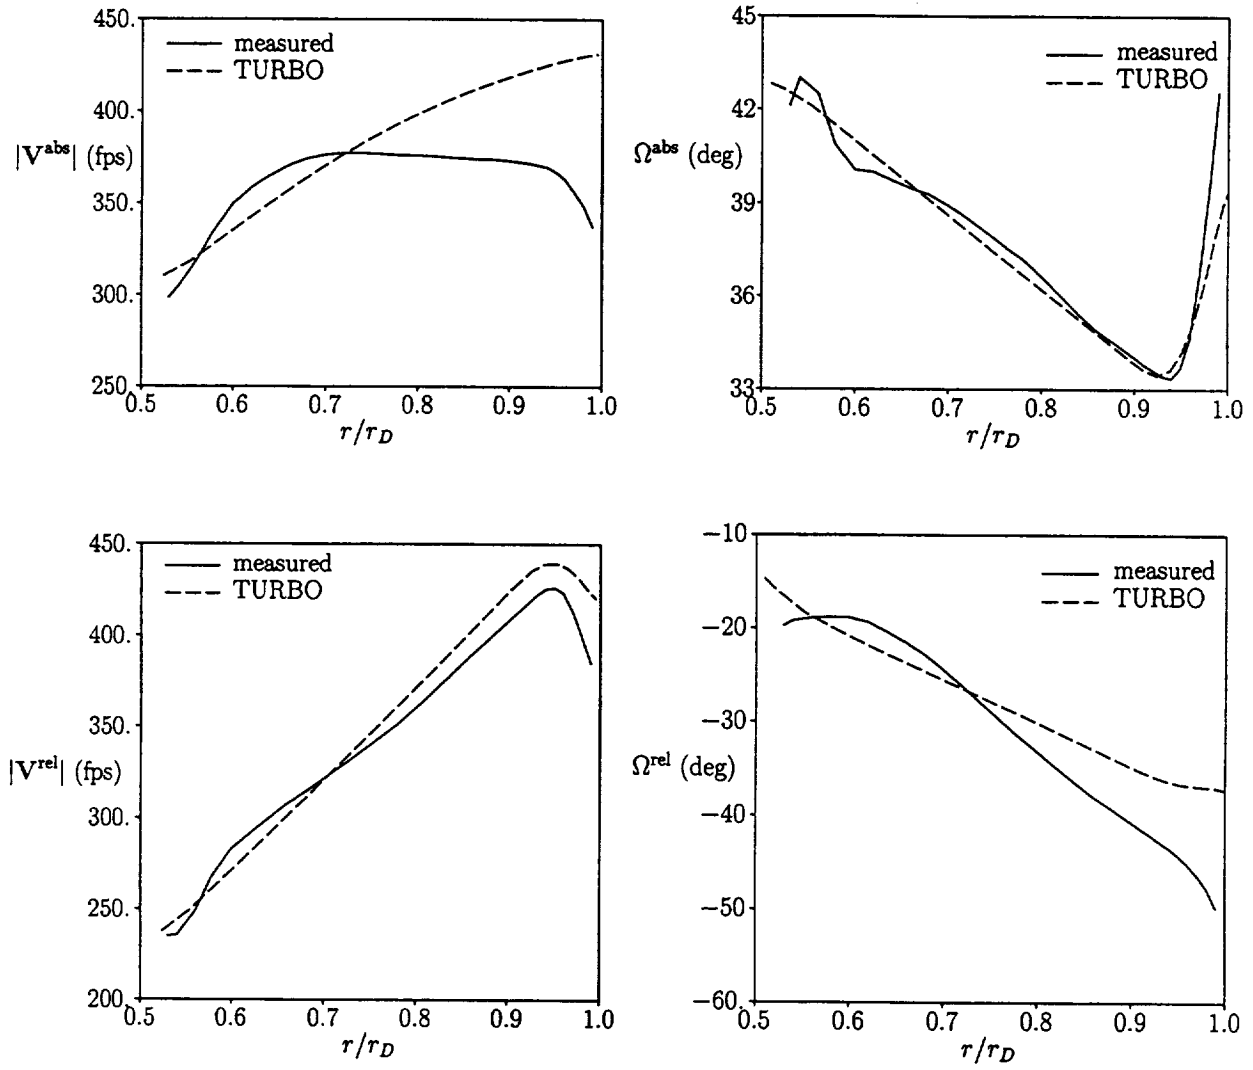 450.
400.
350.
300.
250
|V^abs| (fps)
measured
TURBO
0.5 0.6 0.7 0.8 0.9 1.0
r/r_D
45
42
39
36
33
Ω^abs (deg)
measured
TURBO
0.5 0.6 0.7 0.8 0.9 1.0
r/r_D
450.
400.
350.
300.
250.
200.
|V^rel| (fps)
measured
TURBO
0.5 0.6 0.7 0.8 0.9 1.0
r/r_D
−10
−20
−30
−40
−50
−60.
Ω^rel (deg)
measured
TURBO
0.5 0.6 0.7 0.8 0.9 1.0
r/r_D